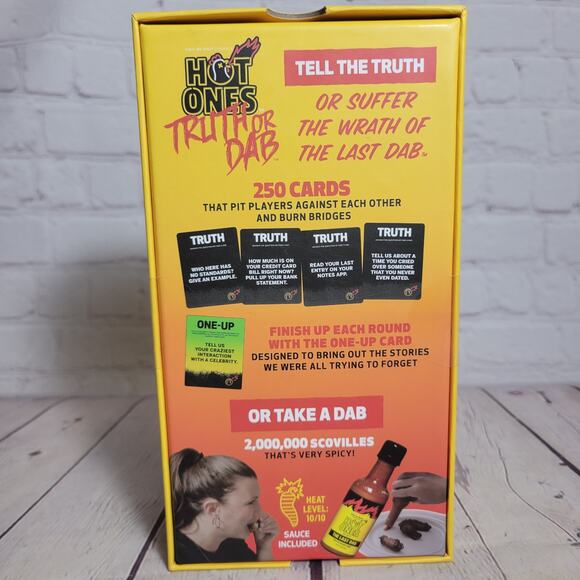 HOT
ONES
TRUTH OR
DAB
TELL THE TRUTH
OR SUFFER
THE WRATH OF
THE LAST DAB™
250 CARDS
THAT PIT PLAYERS AGAINST EACH OTHER
AND BURN BRIDGES
TRUTH
WHO HERE HAS
NO STANDARDS?
GIVE AN EXAMPLE.
TRUTH
HOW MUCH IS ON
YOUR CREDIT CARD
BILL RIGHT NOW?
PULL UP YOUR BANK
STATEMENT.
TRUTH
READ YOUR LAST
ENTRY ON YOUR
NOTES APP.
TRUTH
TELL US ABOUT A
TIME YOU CRIED
OVER SOMEONE
THAT YOU NEVER
EVEN DATED.
ONE-UP
TELL US
YOUR CRAZIEST
INTERACTION
WITH A CELEBRITY.
FINISH UP EACH ROUND
WITH THE ONE-UP CARD
DESIGNED TO BRING OUT THE STORIES
WE WERE ALL TRYING TO FORGET
OR TAKE A DAB
2,000,000 SCOVILLES
THAT'S VERY SPICY!
HEAT
LEVEL:
10/10
SAUCE
INCLUDED
HOT
ONES
THE LAST DAB